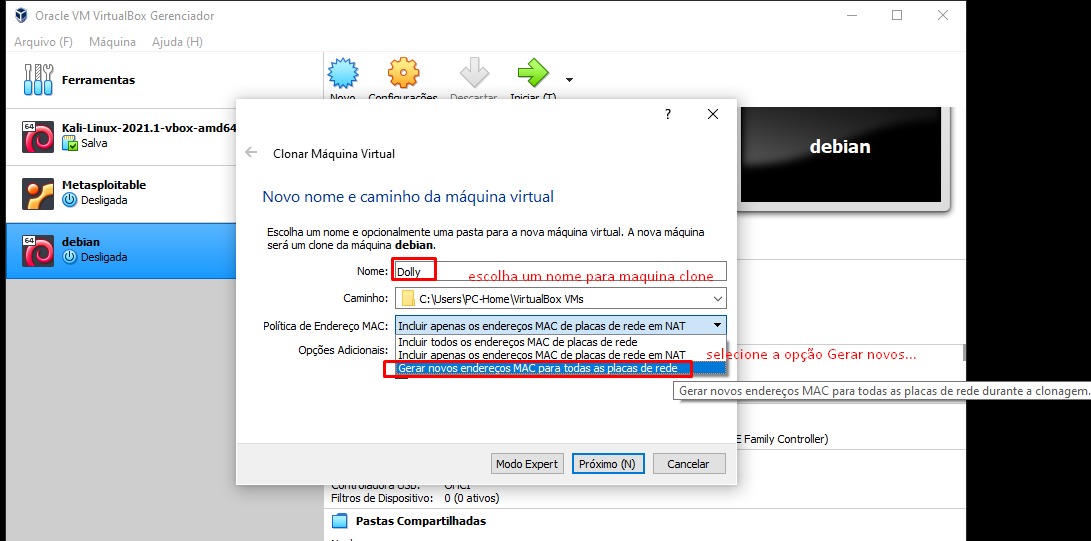 Oracle VM VirtualBox Gerenciador
Arquivo (F) Máquina Ajuda (H)
Ferramentas
Novo Configurações Descartar Iniciar (T)
64
Kali-Linux-2021.1-vbox-amd64
Salva
Metasploitable
Desligada
64
debian
Desligada
debian
?
Clonar Máquina Virtual
Novo nome e caminho da máquina virtual
Escolha um nome e opcionalmente uma pasta para a nova máquina virtual. A nova máquina
será um clone da máquina debian.
Nome: Dolly
escolha um nome para maquina clone
Caminho: C:\Users\PC-Home\VirtualBox VMs
Política de Endereço MAC: Incluir apenas os endereços MAC de placas de rede em NAT
Incluir todos os endereços MAC de placas de rede
Opções Adicionais:
Incluir apenas os endereços MAC de placas de rede em NAT
selecione a opção Gerar novos...
Gerar novos endereços MAC para todas as placas de rede
Gerar novos endereços MAC para todas as placas de rede durante a clonagem.
E Family Controller)
Modo Expert Próximo (N) Cancelar
Controladora USB: OHCI
Filtros de Dispositivo: 0 (0 ativos)
Pastas Compartilhadas